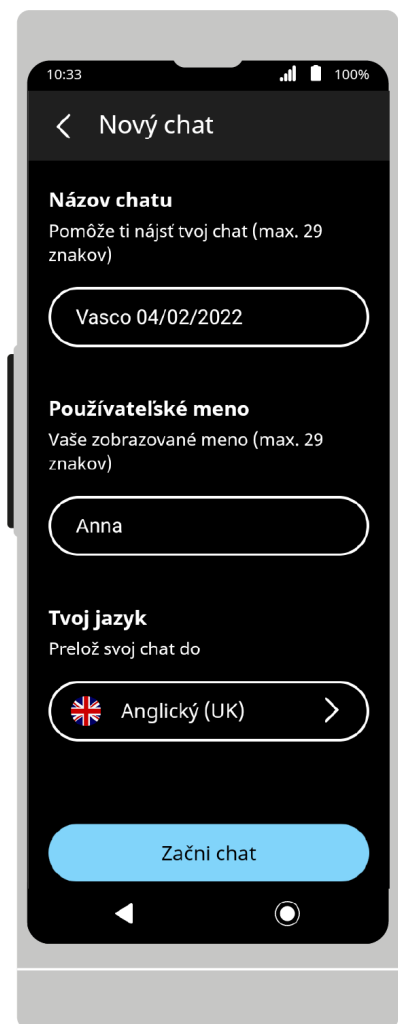 10:33
100%
Nový chat
Názov chatu
Pomôže ti nájsť tvoj chat (max. 29
znakov)
Vasco 04/02/2022
Používateľské meno
Vaše zobrazované meno (max. 29
znakov)
Anna
Tvoj jazyk
Prelož svoj chat do
Anglický (UK)
Začni chat